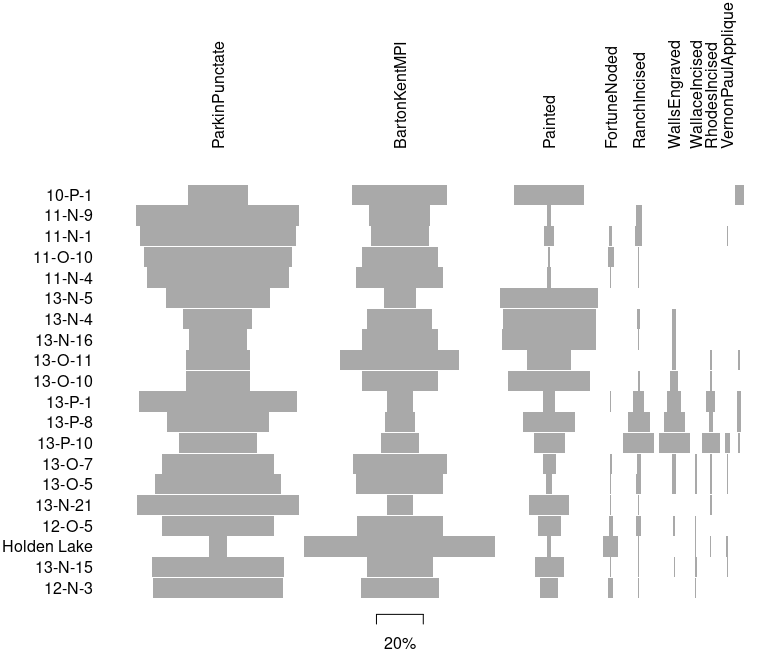 ParkinPunctate
BartonKentMPI
Painted
FortuneNoded
RanchIncised
WallsEngraved
WallaceIncised
RhodesIncised
VernonPaulApplique
10-P-1
11-N-9
11-N-1
11-O-10
11-N-4
13-N-5
13-N-4
13-N-16
13-O-11
13-O-10
13-P-1
13-P-8
13-P-10
13-O-7
13-O-5
13-N-21
12-O-5
Holden Lake
13-N-15
12-N-3
20%